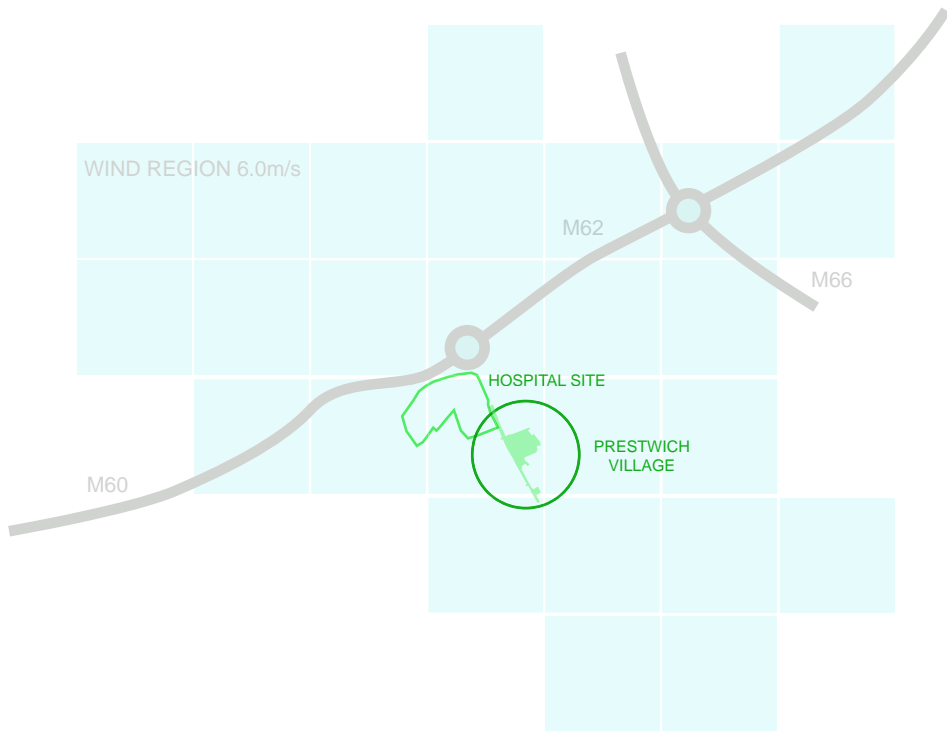 WIND REGION 6.0m/s
M62
M66
HOSPITAL SITE
PRESTWICH
VILLAGE
M60